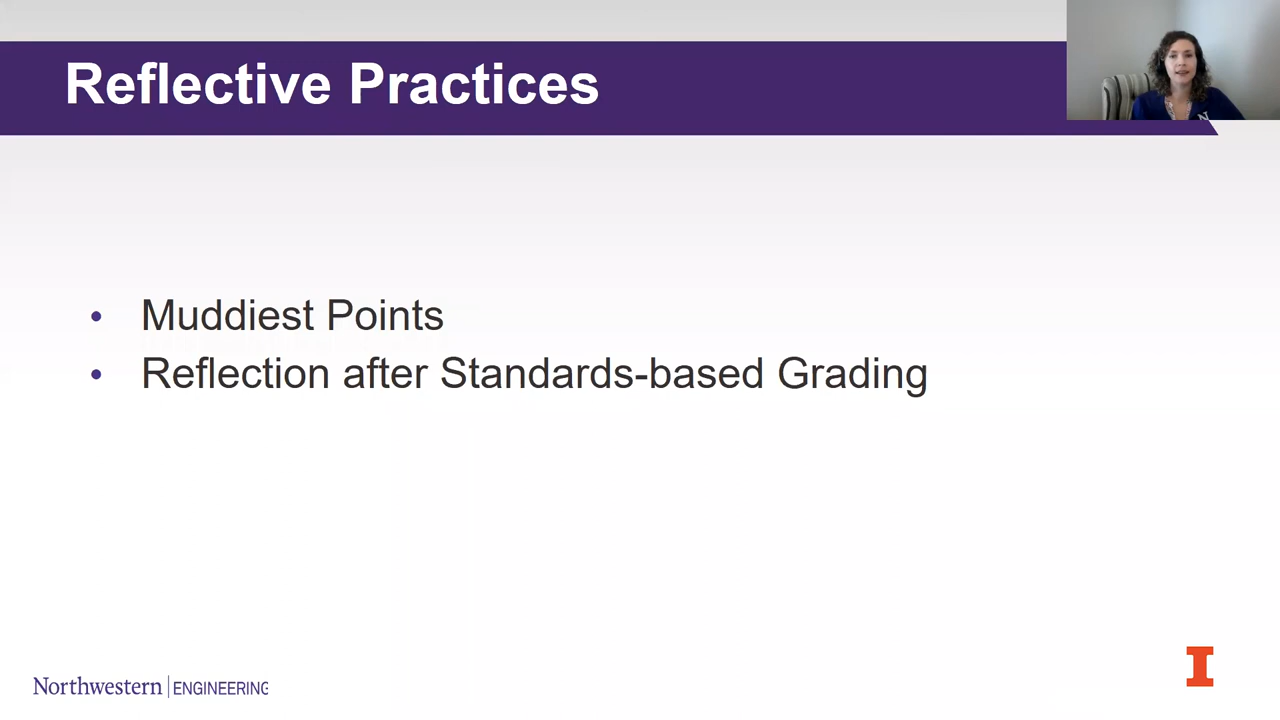 Reflective Practices
• Muddiest Points
• Reflection after Standards-based Grading
Northwestern | ENGINEERING
I
N